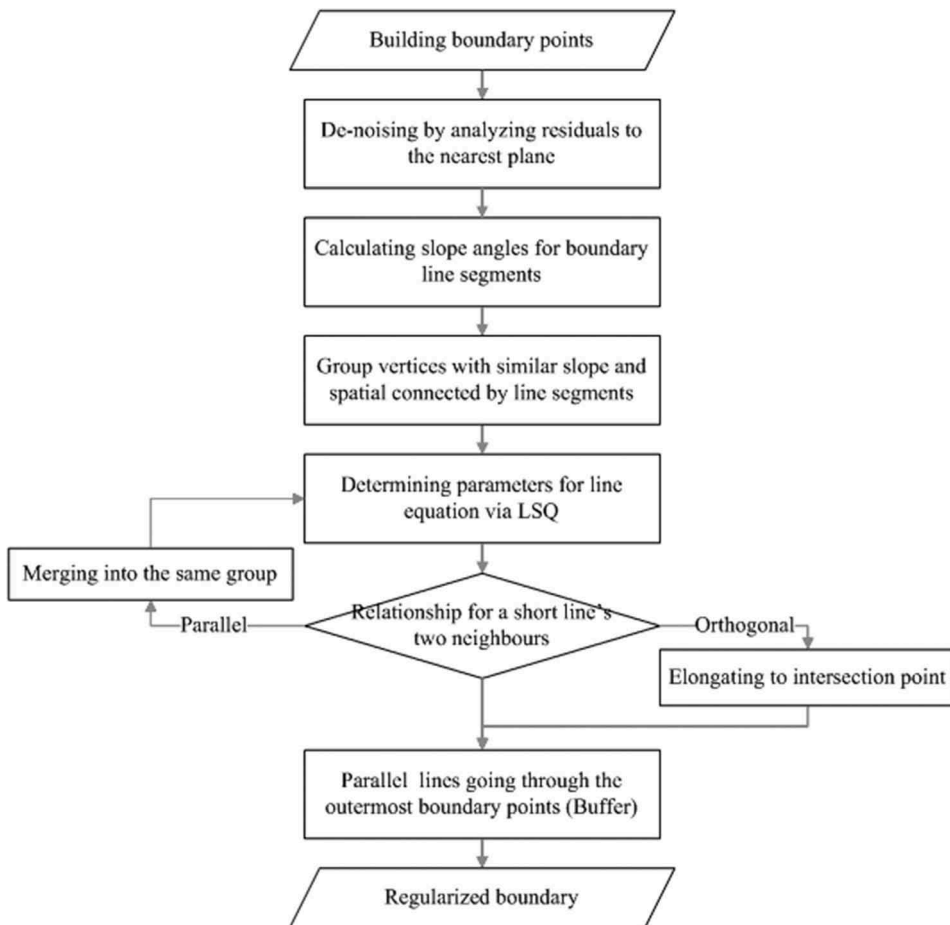 Building boundary points
De-noising by analyzing residuals to
the nearest plane
Calculating slope angles for boundary
line segments
Group vertices with similar slope and
spatial connected by line segments
Determining parameters for line
equation via LSQ
Merging into the same group
Relationship for a short line's
two neighbours
Parallel
Orthogonal
Elongating to intersection point
Parallel lines going through the
outermost boundary points (Buffer)
Regularized boundary